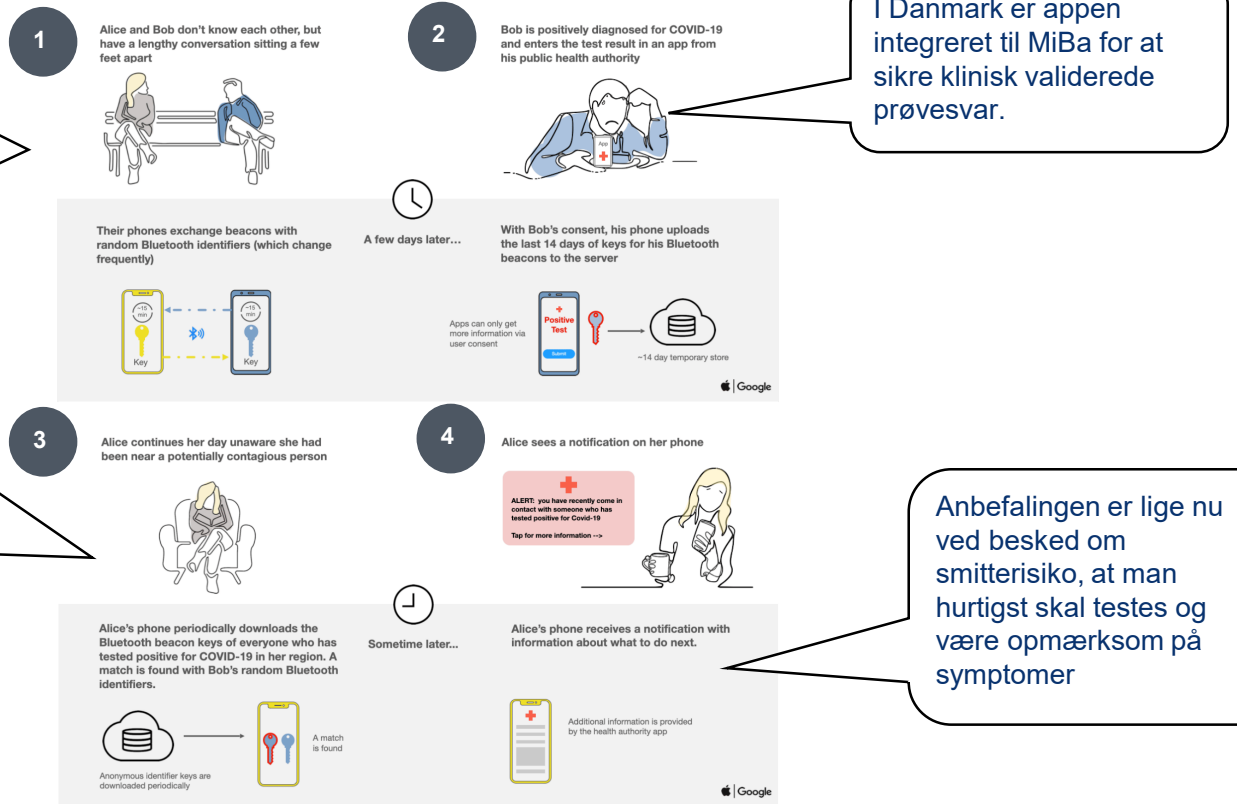 1
Alice and Bob don't know each other, but
have a lengthy conversation sitting a few
feet apart
2
Bob is positively diagnosed for COVID-19
and enters the test result in an app from
his public health authority
App
I Danmark er appen
integreret til MiBa for at
sikre klinisk validerede
prøvesvar.
Their phones exchange beacons with
random Bluetooth identifiers (which change
frequently)
~15
min
Key
~15
min
Key
A few days later…
With Bob's consent, his phone uploads
the last 14 days of keys for his Bluetooth
beacons to the server
Apps can only get
more information via
user consent
Positive
Test
Submit
~14 day temporary store
Google
3
Alice continues her day unaware she had
been near a potentially contagious person
4
Alice sees a notification on her phone
ALERT: you have recently come in
contact with someone who has
tested positive for Covid-19
Tap for more information -->
Anbefalingen er lige nu
ved besked om
smitterisiko, at man
hurtigst skal testes og
være opmærksom på
symptomer
Alice's phone periodically downloads the
Bluetooth beacon keys of everyone who has
tested positive for COVID-19 in her region. A
match is found with Bob's random Bluetooth
identifiers.
A match
is found
Anonymous identifier keys are
downloaded periodically
Sometime later...
Alice's phone receives a notification with
information about what to do next.
Additional information is provided
by the health authority app
Google